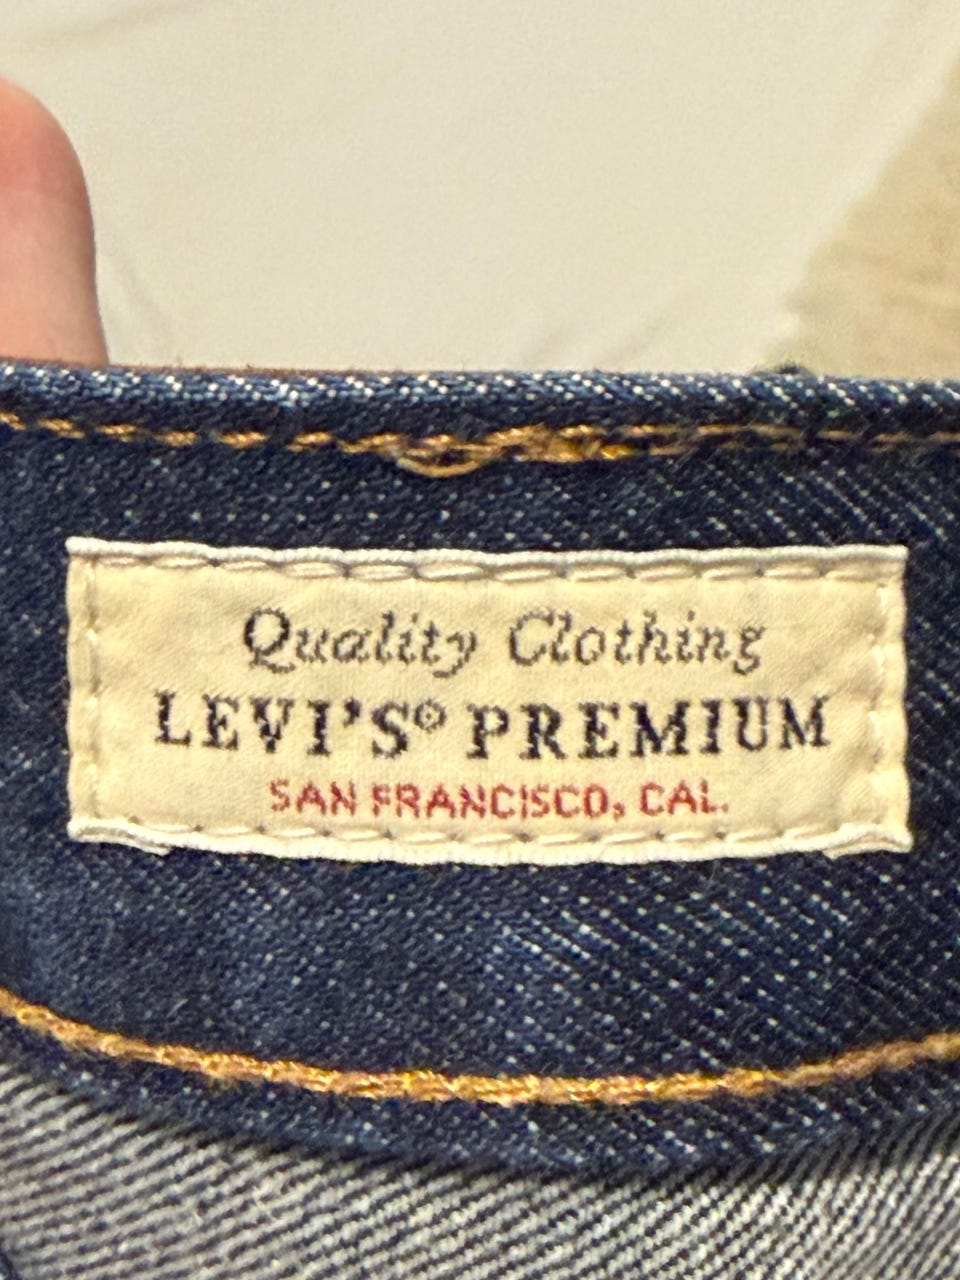 Quality Clothing
LEVI'S® PREMIUM
SAN FRANCISCO, CAL.